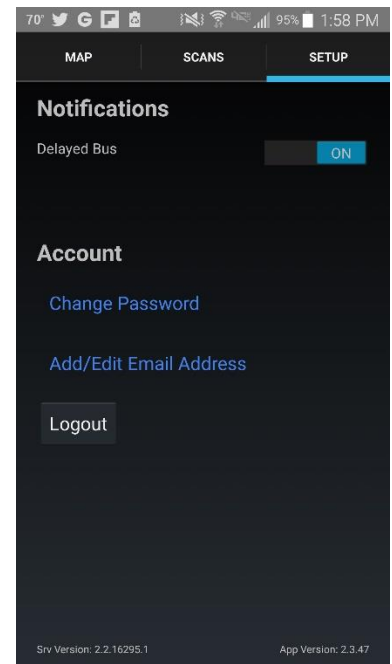 70° 95% 1:58 PM
MAP SCANS SETUP
Notifications
Delayed Bus ON
Account
Change Password
Add/Edit Email Address
Logout
Srv Version: 2.2.16295.1 App Version: 2.3.47